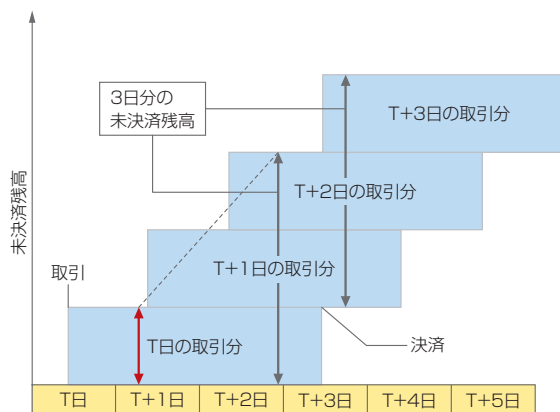 3日分の
未決済残高
T+3日の取引分
T+2日の取引分
未決済残高
T+1日の取引分
取引
T日の取引分
決済
T日
T+1日
T+2日
T+3日
T+4日
T+5日